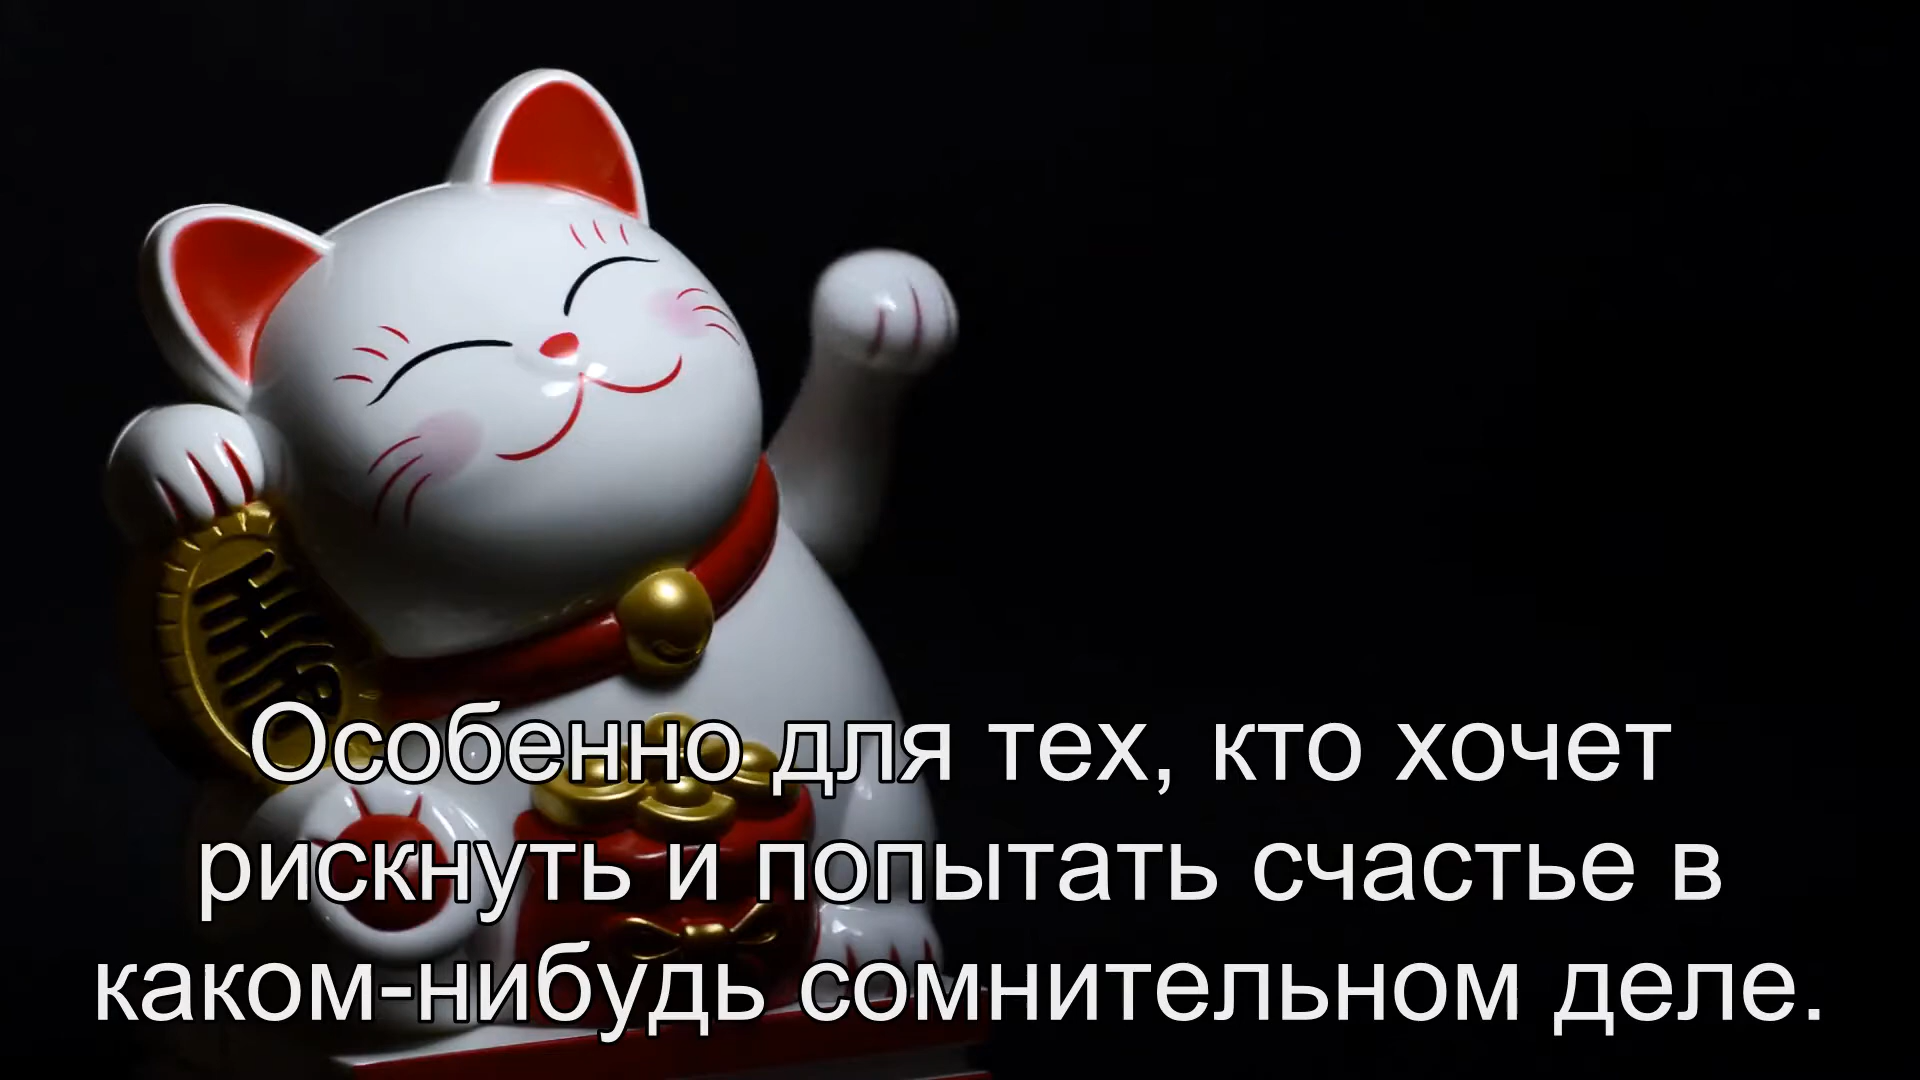 Особенно для тех, кто хочет
рискнуть и попытать счастье в
каком-нибудь сомнительном деле.